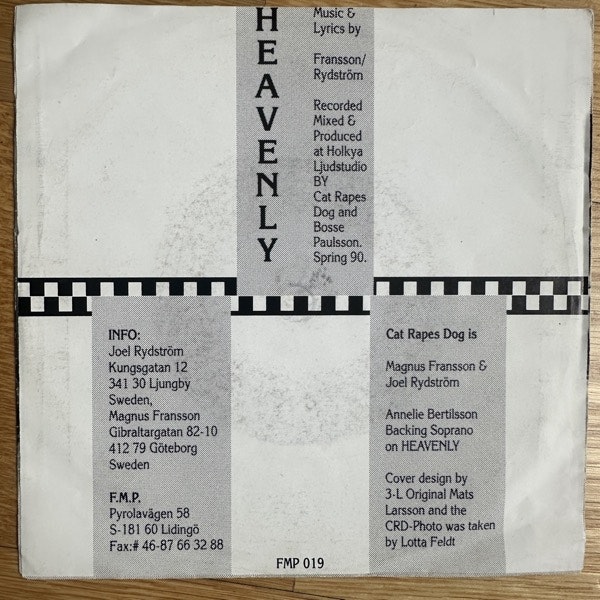 HEAVENLY
Music &
Lyrics by
Fransson/
Rydström
Recorded
Mixed &
Produced
at Holkya
Ljudstudio
BY
Cat Rapes
Dog and
Bosse
Paulsson.
Spring 90.
INFO:
Joel Rydström
Kungsgatan 12
341 30 Ljungby
Sweden,
Magnus Fransson
Gibraltargatan 82-10
412 79 Göteborg
Sweden
F.M.P.
Pyrolavägen 58
S-181 60 Lidingö
Fax:# 46-87 66 32 88
Cat Rapes Dog is
Magnus Fransson &
Joel Rydström
Annelie Bertilsson
Backing Soprano
on HEAVENLY
Cover design by
3-L Original Mats
Larsson and the
CRD-Photo was taken
by Lotta Feldt
FMP 019